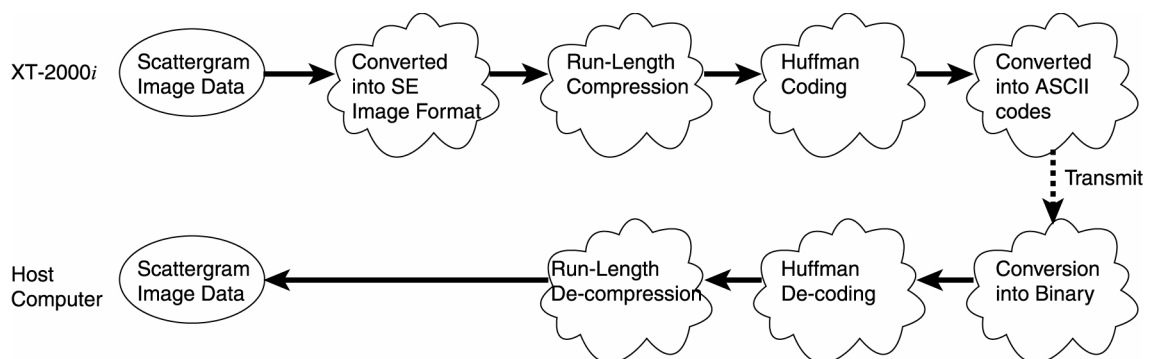 XT-2000i
Scattergram
Image Data
Converted
into SE
Image Format
Run-Length
Compression
Huffman
Coding
Converted
into ASCII
codes
Transmit
Host
Computer
Scattergram
Image Data
Run-Length
De-compression
Huffman
De-coding
Conversion
into Binary